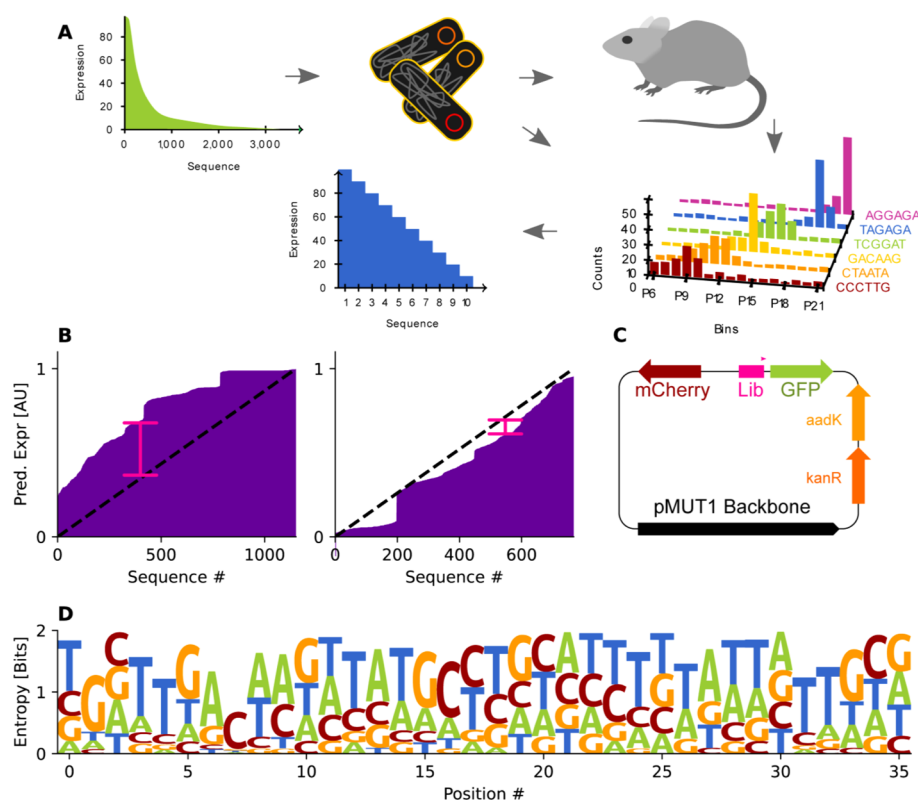 A
Expression
80
60
40
20
0
0 1,000 2,000 3,000
Sequence
Expression
80
60
40
20
0
1 2 3 4 5 6 7 8 9 10
Sequence
Counts
50
40
30
20
10
0
P6 P9 P12 P15 P18 P21
Bins
AGGAGA
TAGAGA
TCGGAT
GACAAG
CTAATA
CCCTTG
B
Pred. Expr [AU]
1
0
0 500 1000
Sequence #
1
0
0 200 400 600
Sequence #
C
mCherry Lib GFP
aadK
kanR
pMUT1 Backbone
D
Entropy [Bits]
2
1
0
0 5 10 15 20 25 30 35
Position #